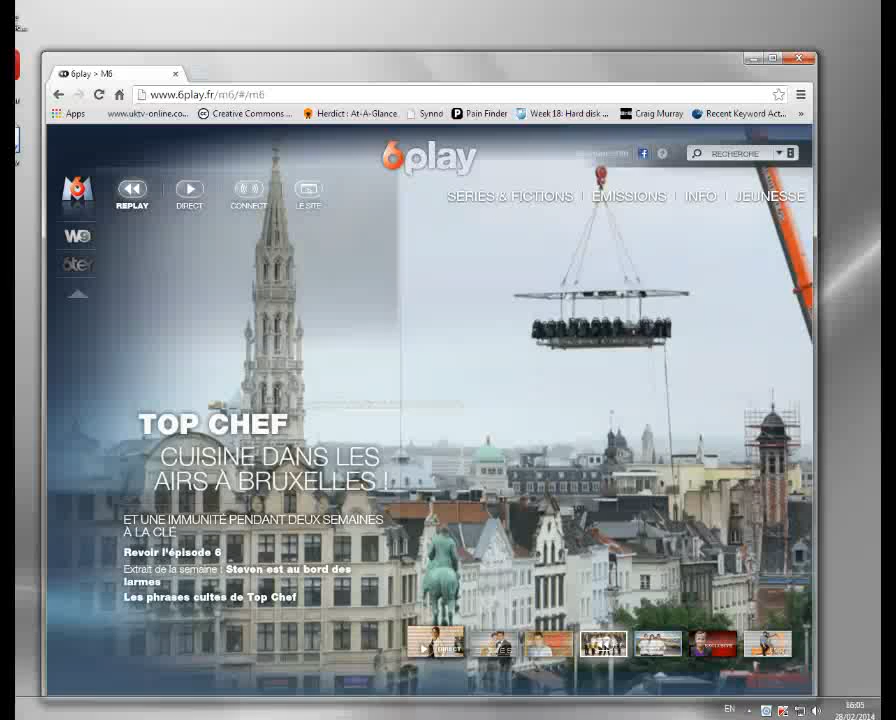 6play > M6
www.6play.fr/m6/#/m6
Apps
www.uktv-online.co...
Creative Commons ...
Herdict : At-A-Glance
Synnd
Pain Finder
Week 18: Hard disk ...
Craig Murray
Recent Keyword Act...
»
6play
RECHERCHE
M6
REPLAY
DIRECT
CONNECT
LE SITE
SÉRIES & FICTIONS
EMISSIONS
INFO
JEUNESSE
W9
6ter
TOP CHEF
CUISINE DANS LES
AIRS À BRUXELLES !
ET UNE IMMUNITÉ PENDANT DEUX SEMAINES
À LA CLÉ
Revoir l'épisode 6
Extrait de la semaine : Steven est au bord des
larmes
Les phrases cultes de Top Chef
DIRECT
EXCLUSIVE
EN
16:05
28/02/2014